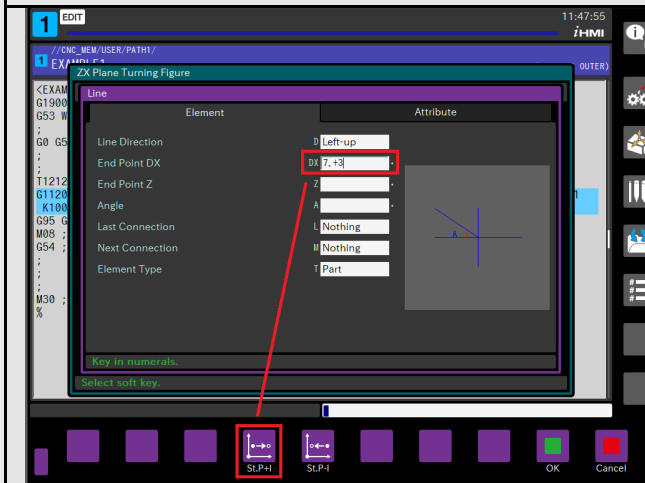 1 EDIT
11:47:55
iHMI
//CNC_MEM/USER/PATH1/
1
OUTER)
ZX Plane Turning Figure
Line
Element Attribute
<EXAM
G1900
G53 W
;
G0 G5
;
;
T1212
G1120
K100
G95 G
M08 ;
G54 ;
;
;
;
M30 ;
%
1
Line Direction D Left-up
End Point DX DX 7.+3
End Point Z Z
Angle A
Last Connection L Nothing
Next Connection M Nothing
Element Type T Part
A
Key in numerals.
Select soft key.
St.P+I St.P-I OK Cancel